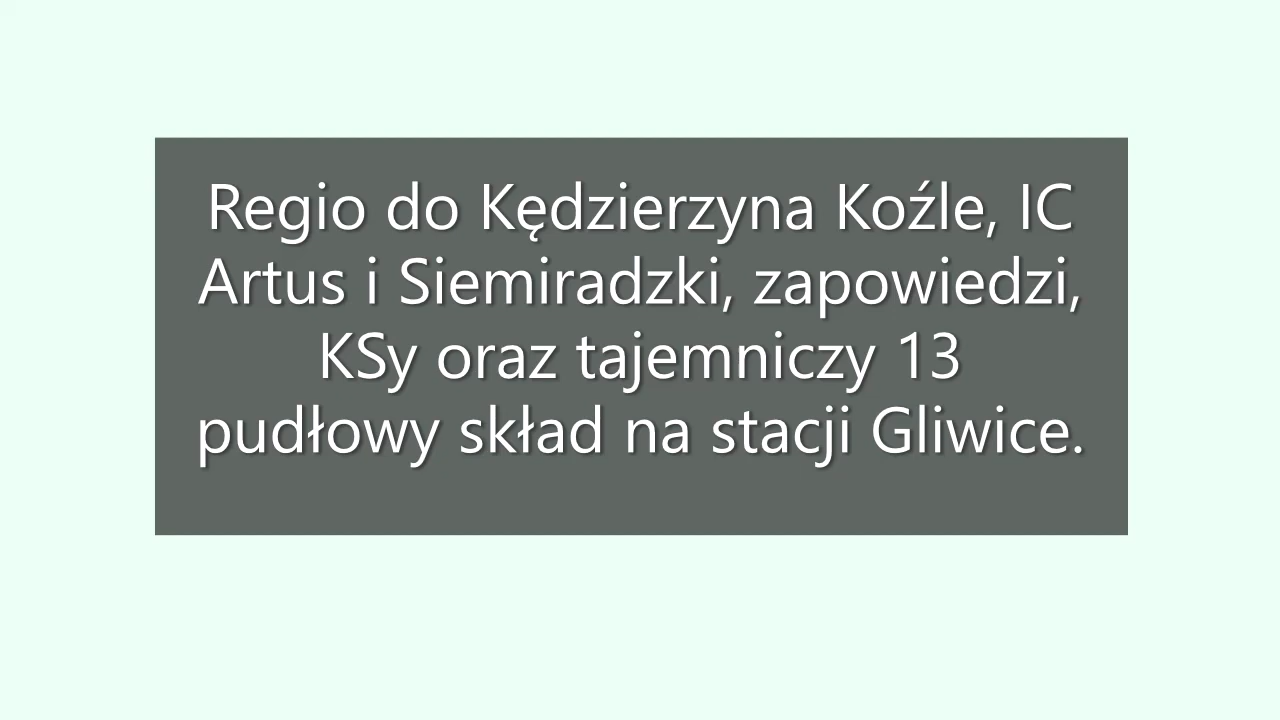 Regio do Kędzierzyna Koźle, IC
Artus i Siemiradzki, zapowiedzi,
KSy oraz tajemniczy 13
pudłowy skład na stacji Gliwice.